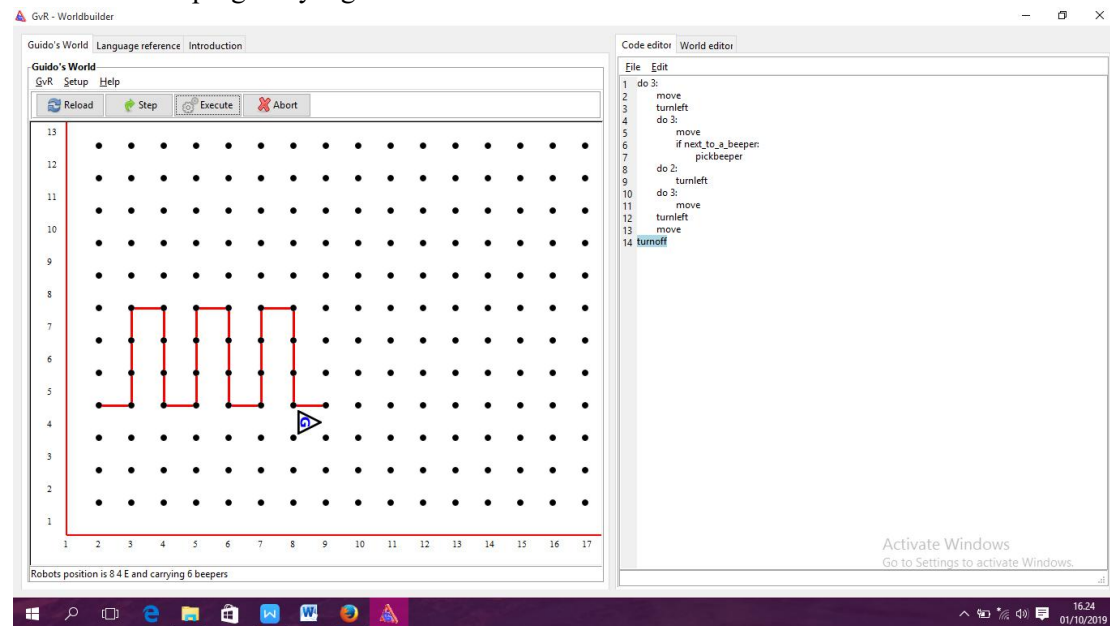 GvR - Worldbuilder
Guido's World Language reference Introduction
Guido's World
GvR Setup Help
Reload Step Execute Abort
13
12
11
10
9
8
7
6
5
4
3
2
1
1 2 3 4 5 6 7 8 9 10 11 12 13 14 15 16 17
G
Robots position is 8 4 E and carrying 6 beepers
Code editor World editor
File Edit
1 do 3:
2 move
3 turnleft
4 do 3:
5 move
6 if next_to_a_beeper:
7 pickbeeper
8 do 2:
9 turnleft
10 do 3:
11 move
12 turnleft
13 move
14 turnoff
Activate Windows
Go to Settings to activate Windows.
16.24
01/10/2019